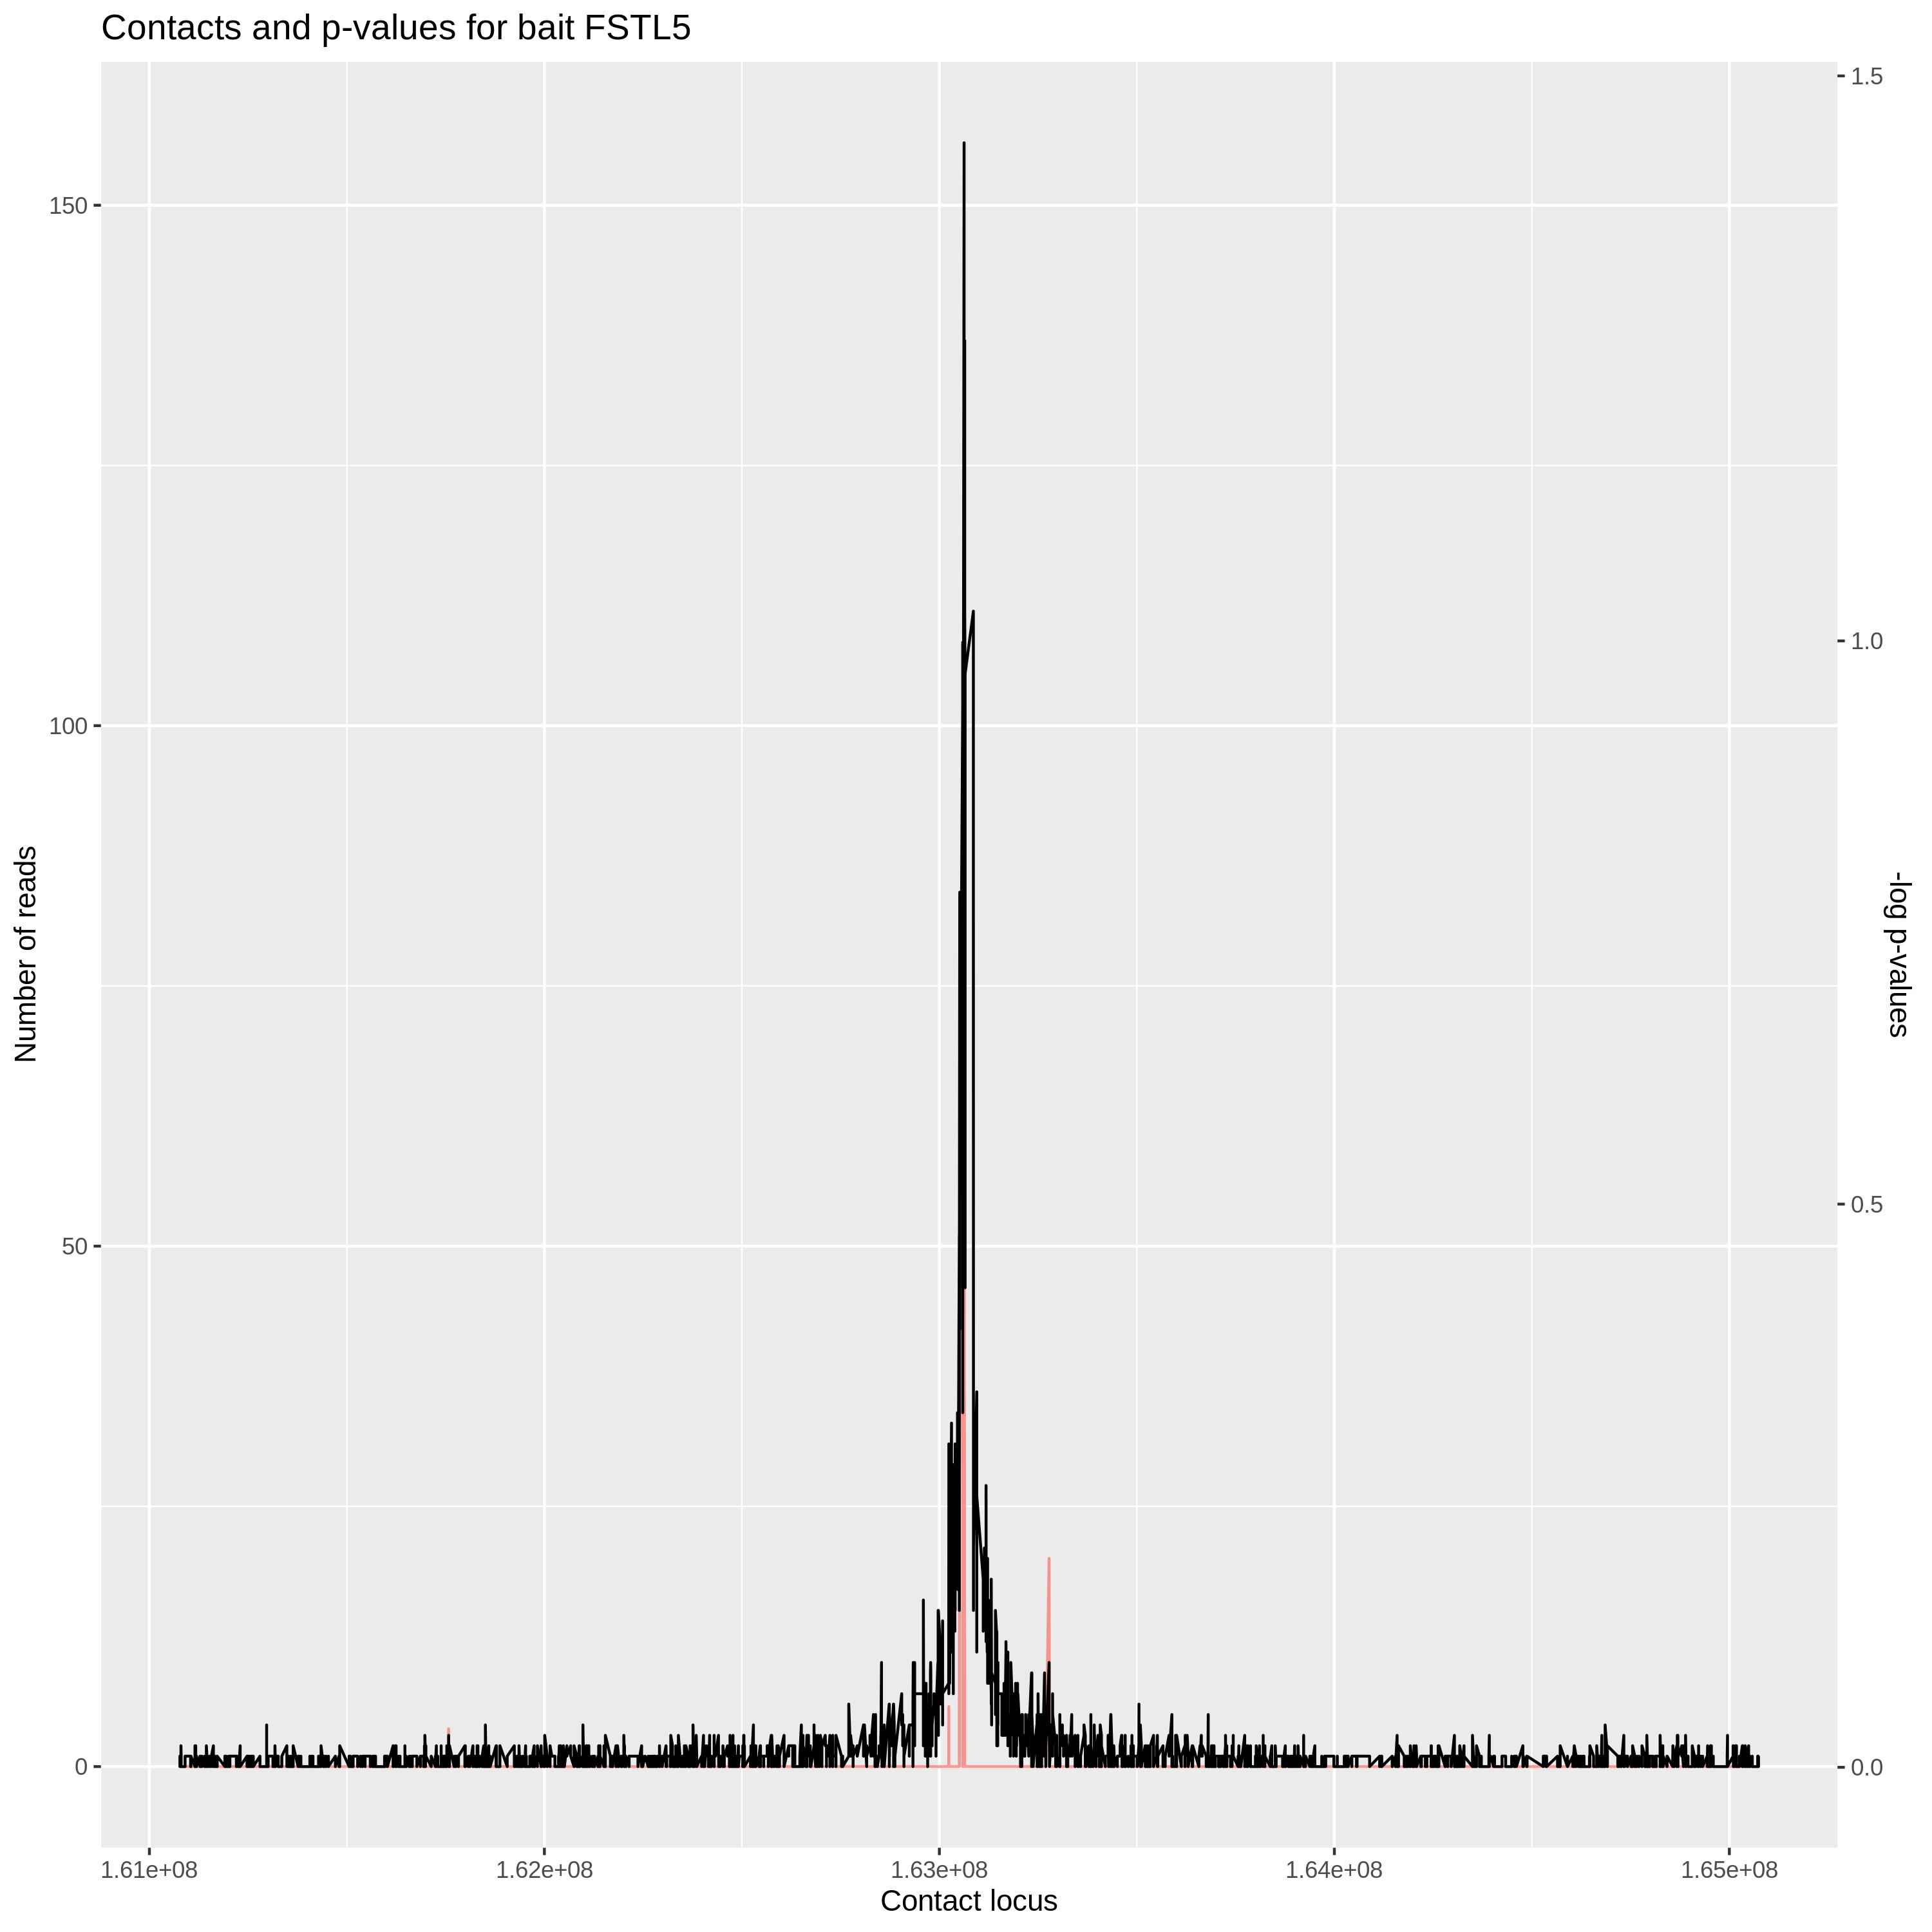 Contacts and p-values for bait FSTL5
1.5
150
1.0
100
Number of reads
-log p-values
0.5
50
0
0.0
1.61e+08
1.62e+08
1.63e+08
1.64e+08
1.65e+08
Contact locus